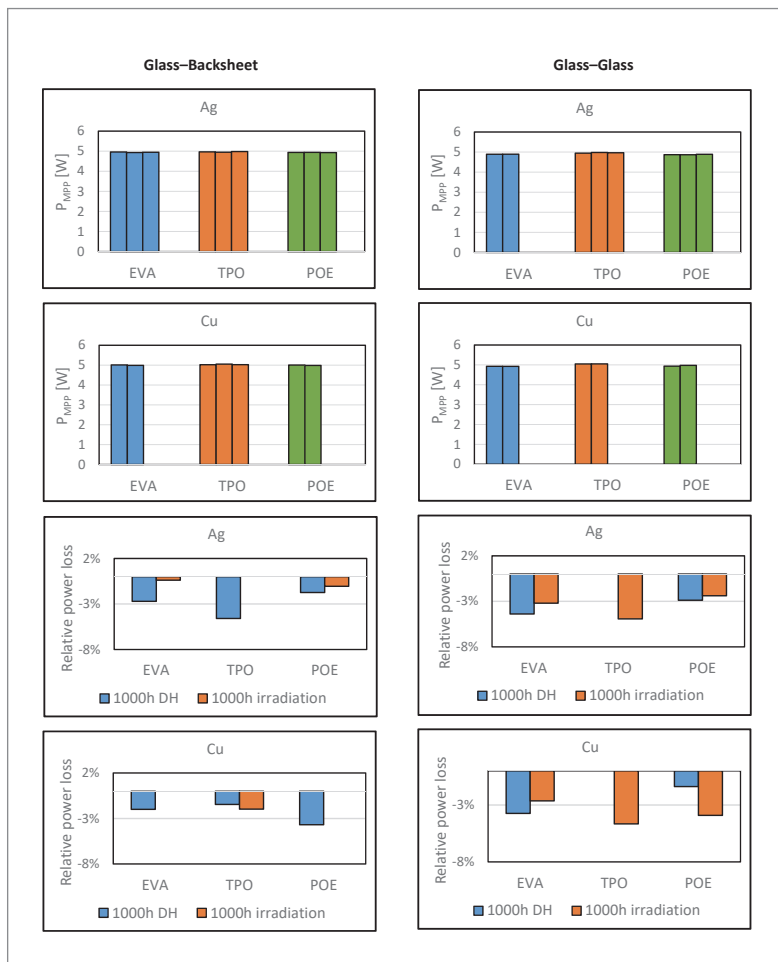 Glass–Backsheet
Ag
P_MPP [W]
6
5
4
3
2
1
0
EVA TPO POE
Cu
P_MPP [W]
6
5
4
3
2
1
0
EVA TPO POE
Ag
Relative power loss
2%
-3%
-8%
EVA TPO POE
1000h DH 1000h irradiation
Cu
Relative power loss
2%
-3%
-8%
EVA TPO POE
1000h DH 1000h irradiation
Glass–Glass
Ag
P_MPP [W]
6
5
4
3
2
1
0
EVA TPO POE
Cu
P_MPP [W]
6
5
4
3
2
1
0
EVA TPO POE
Ag
Relative power loss
2%
-3%
-8%
EVA TPO POE
1000h DH 1000h irradiation
Cu
Relative power loss
-3%
-8%
EVA TPO POE
1000h DH 1000h irradiation